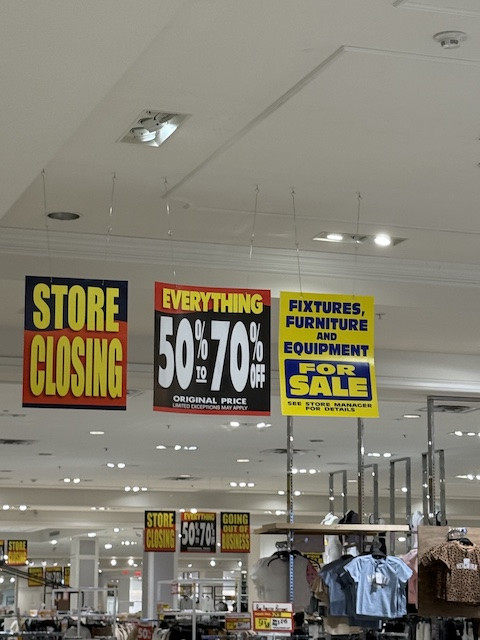 STORE
CLOSING
EVERYTHING
50% TO 70% OFF
ORIGINAL PRICE
LIMITED EXCEPTIONS MAY APPLY
FIXTURES,
FURNITURE
AND
EQUIPMENT
FOR
SALE
SEE STORE MANAGER
FOR DETAILS
STORE
CLOSING
EVERYTHING
50% TO 70%
GOING
OUT OF
BUSINESS